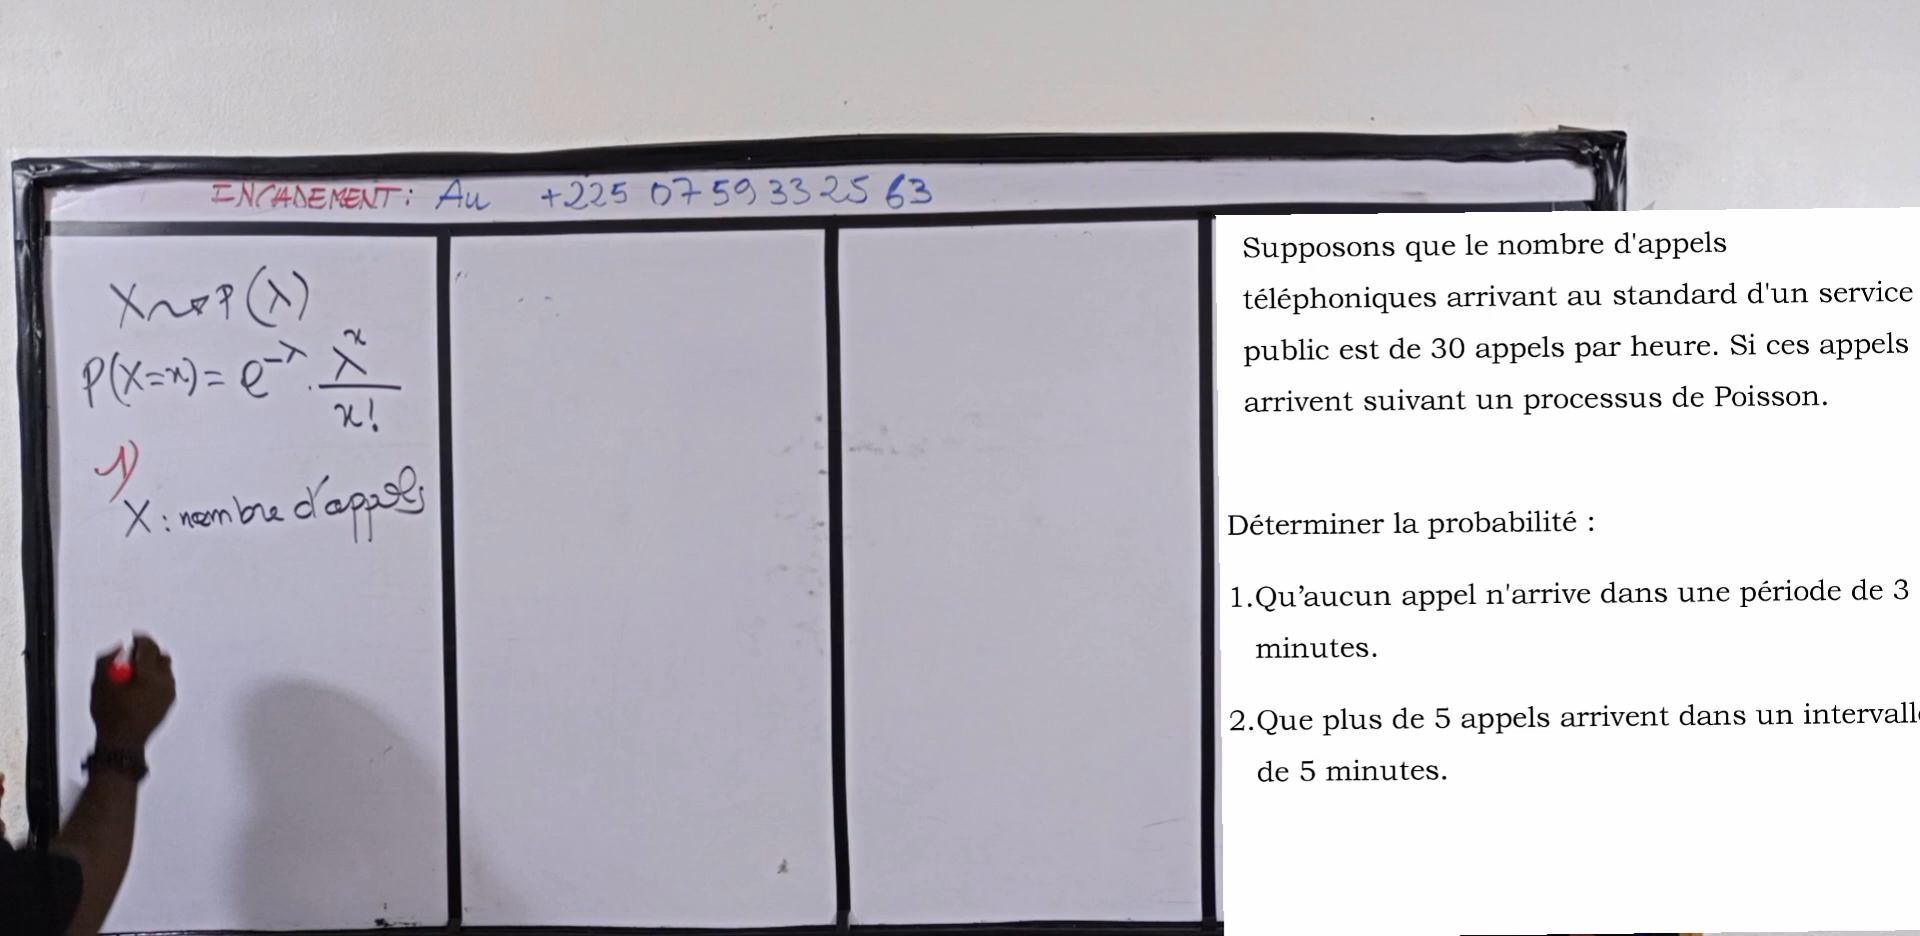 INCADEMENT: Au +225 07 59 33 25 63
X⇝P(λ)
P(X=x)= e^-λ . λ^x / x!
1)
X : nombre d'appels
Supposons que le nombre d'appels
téléphoniques arrivant au standard d'un service
public est de 30 appels par heure. Si ces appels
arrivent suivant un processus de Poisson.
Déterminer la probabilité :
1.Qu’aucun appel n'arrive dans une période de 3
minutes.
2.Que plus de 5 appels arrivent dans un intervalle
de 5 minutes.